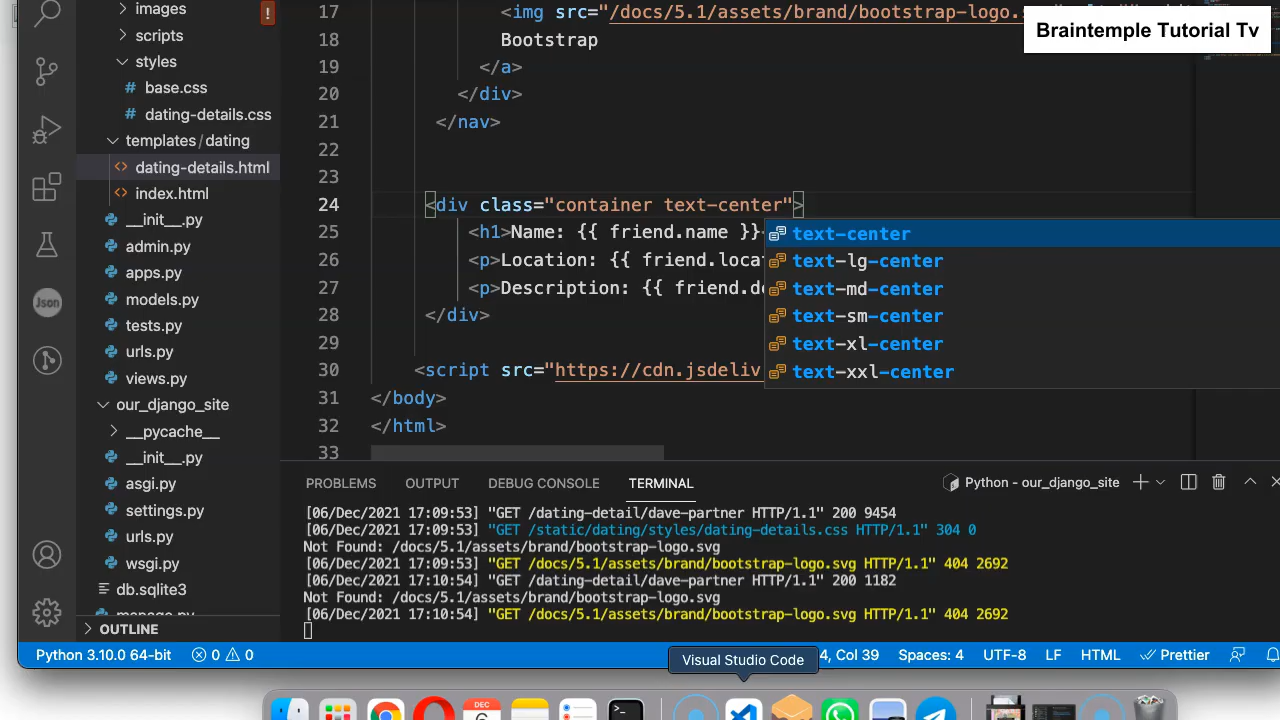 Braintemple Tutorial Tv
images
scripts
styles
# base.css
# dating-details.css
templates/dating
<> dating-details.html
<> index.html
__init__.py
admin.py
apps.py
models.py
tests.py
urls.py
views.py
our_django_site
__pycache__
__init__.py
asgi.py
settings.py
urls.py
wsgi.py
db.sqlite3
OUTLINE
17 <img src="/docs/5.1/assets/brand/bootstrap-logo.
18 Bootstrap
19 </a>
20 </div>
21 </nav>
22
23
24 <div class="container text-center">
25 <h1>Name: {{ friend.name }}
26 <p>Location: {{ friend.locat
27 <p>Description: {{ friend.de
28 </div>
29
30 <script src="https://cdn.jsdeliv
31 </body>
32 </html>
33
text-center
text-lg-center
text-md-center
text-sm-center
text-xl-center
text-xxl-center
Json
PROBLEMS OUTPUT DEBUG CONSOLE TERMINAL Python - our_django_site
[06/Dec/2021 17:09:53] "GET /dating-detail/dave-partner HTTP/1.1" 200 9454
[06/Dec/2021 17:09:53] "GET /static/dating/styles/dating-details.css HTTP/1.1" 304 0
Not Found: /docs/5.1/assets/brand/bootstrap-logo.svg
[06/Dec/2021 17:09:53] "GET /docs/5.1/assets/brand/bootstrap-logo.svg HTTP/1.1" 404 2692
[06/Dec/2021 17:10:54] "GET /dating-detail/dave-partner HTTP/1.1" 200 1182
Not Found: /docs/5.1/assets/brand/bootstrap-logo.svg
[06/Dec/2021 17:10:54] "GET /docs/5.1/assets/brand/bootstrap-logo.svg HTTP/1.1" 404 2692
Python 3.10.0 64-bit 0 0 4, Col 39 Spaces: 4 UTF-8 LF HTML Prettier
Visual Studio Code
DEC